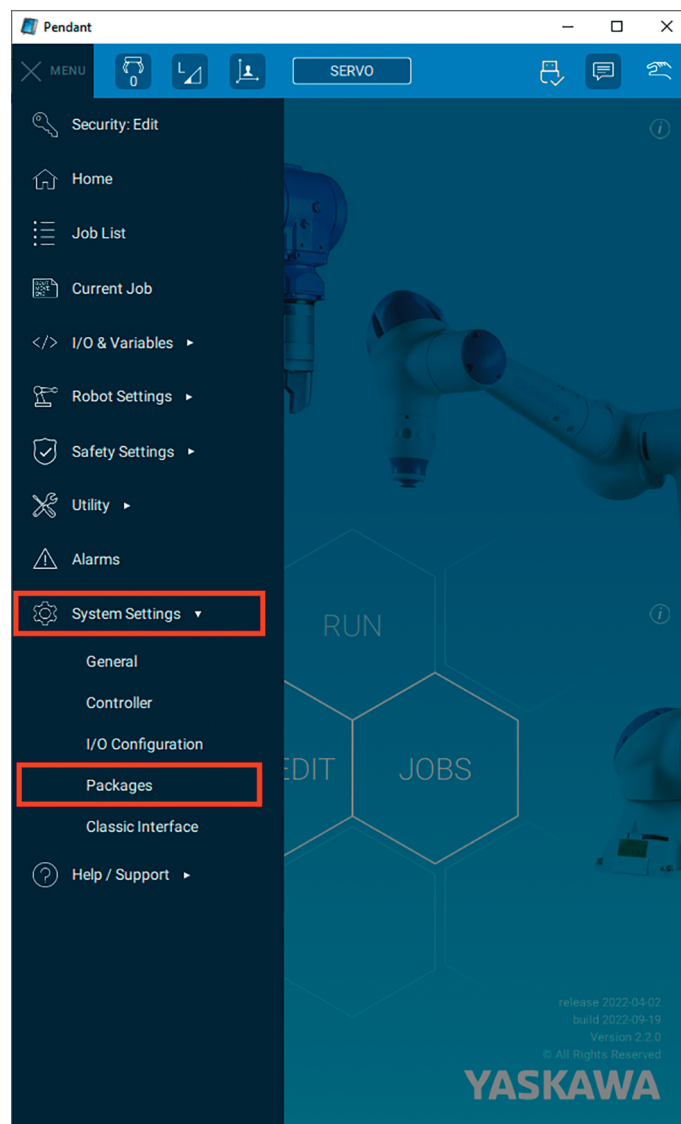 Pendant
MENU
0
L
SERVO
Security: Edit
Home
Job List
Current Job
</> I/O & Variables
Robot Settings
Safety Settings
Utility
Alarms
System Settings
RUN
General
Controller
I/O Configuration
EDIT
JOBS
Packages
Classic Interface
? Help / Support
release 2022-04-02
build 2022-09-19
Version 2.2.0
© All Rights Reserved
YASKAWA